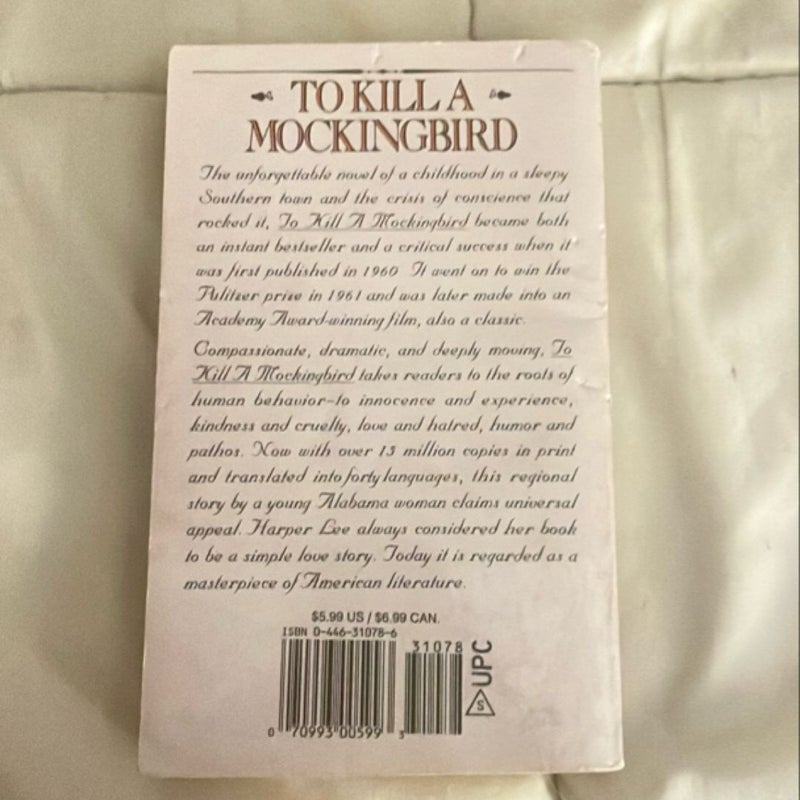 TO KILL A
MOCKINGBIRD
The unforgettable novel of a childhood in a sleepy
Southern town and the crisis of conscience that
rocked it, To Kill A Mockingbird became both
an instant bestseller and a critical success when it
was first published in 1960 It went on to win the
Pulitzer prize in 1961 and was later made into an
Academy Award-winning film, also a classic.
Compassionate, dramatic, and deeply moving, To
Kill A Mockingbird takes readers to the roots of
human behavior–to innocence and experience,
kindness and cruelty, love and hatred, humor and
pathos. Now with over 15 million copies in print
and translated into forty languages, this regional
story by a young Alabama woman claims universal
appeal. Harper Lee always considered her book
to be a simple love story. Today it is regarded as a
masterpiece of American literature.
$5.99 US / $6.99 CAN.
ISBN 0-446-31078-6
31078
UPC
S
0 70993 00599 3